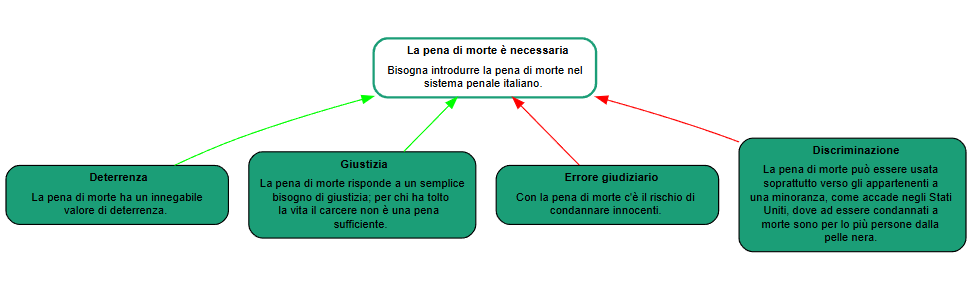 La pena di morte è necessaria
Bisogna introdurre la pena di morte nel
sistema penale italiano.
Deterrenza
La pena di morte ha un innegabile
valore di deterrenza.
Giustizia
La pena di morte risponde a un semplice
bisogno di giustizia; per chi ha tolto
la vita il carcere non è una pena
sufficiente.
Errore giudiziario
Con la pena di morte c'è il rischio di
condannare innocenti.
Discriminazione
La pena di morte può essere usata
soprattutto verso gli appartenenti a
una minoranza, come accade negli Stati
Uniti, dove ad essere condannati a
morte sono per lo più persone dalla
pelle nera.